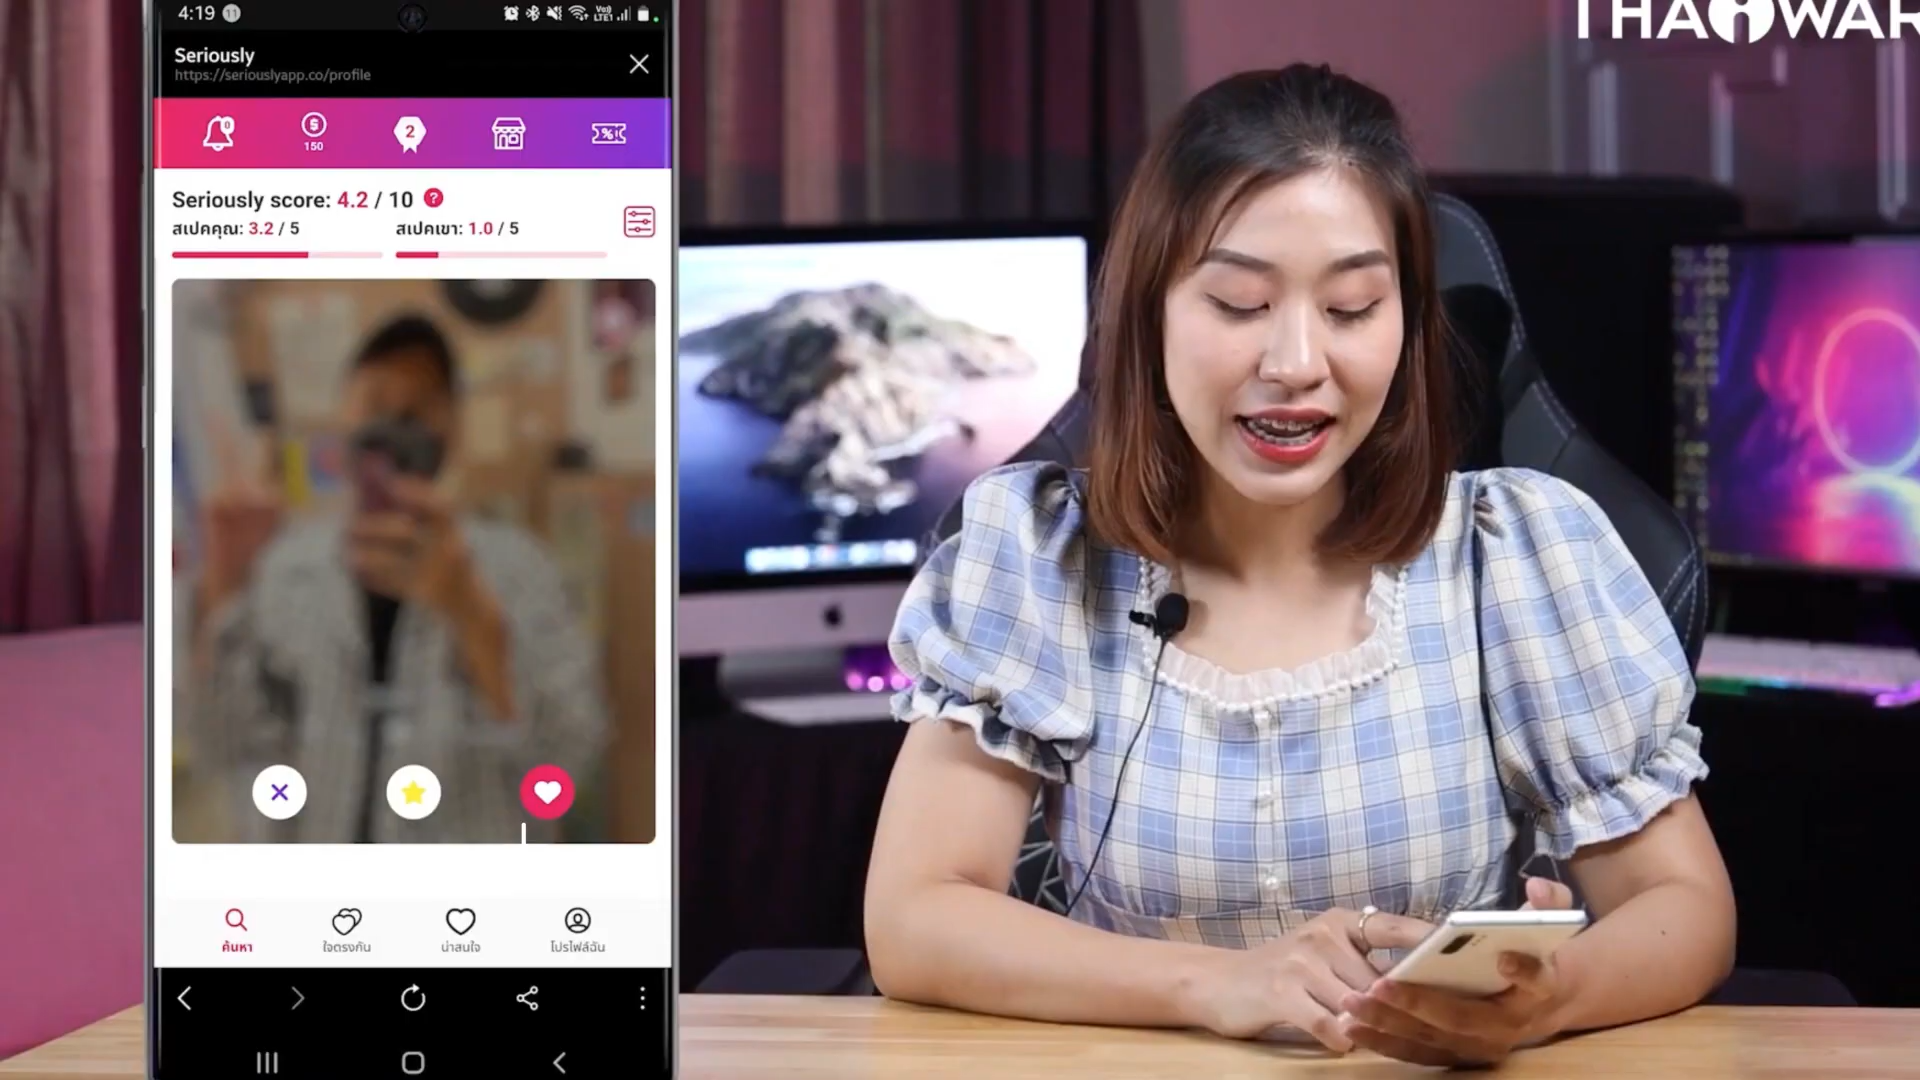 4:19 11
Seriously
https://seriouslyapp.co/profile
0
$
150
2
%
Seriously score: 4.2 / 10 ?
สเปคคุณ: 3.2 / 5
สเปคเขา: 1.0 / 5
ค้นหา
ใจตรงกัน
น่าสนใจ
โปรไฟล์ฉัน
THAiWAR